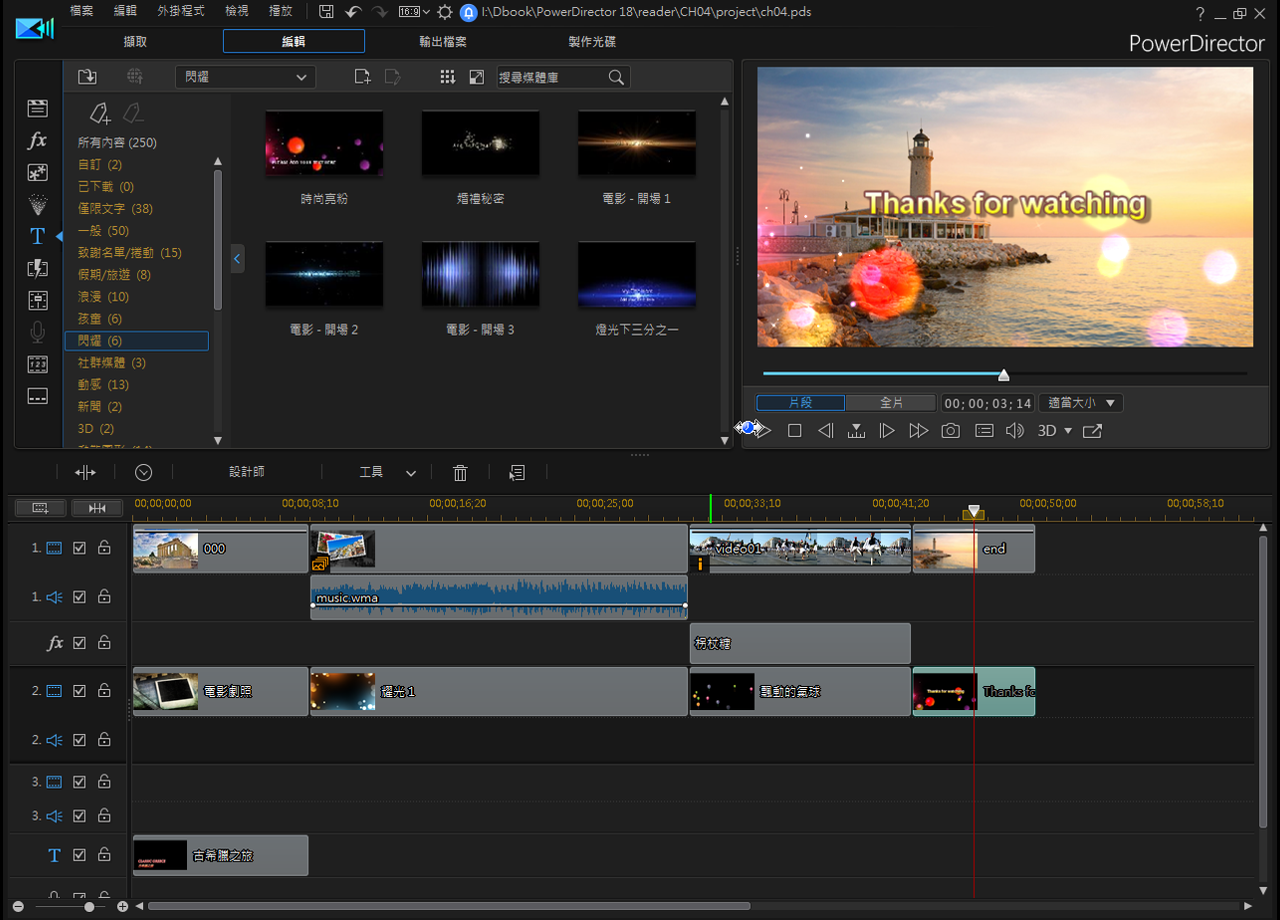 檔案 編輯 外掛程式 檢視 播放 16:9 I:\Dbook\PowerDirector 18\reader\CH04\project\ch04.pds ?
擷取 編輯 輸出檔案 製作光碟 PowerDirector
閃耀 搜尋媒體庫
所有內容 (250)
自訂 (2)
已下載 (0)
僅限文字 (38)
一般 (50)
致謝名單/捲動 (15)
假期/旅遊 (8)
浪漫 (10)
孩童 (6)
閃耀 (6)
社群媒體 (3)
動感 (13)
新聞 (2)
3D (2)
fx
T
時尚亮粉 婚禮秘密 電影 - 開場 1
電影 - 開場 2 電影 - 開場 3 燈光下三分之一
Thanks for watching
片段 全片 00;00;03;14 適當大小
3D
設計師 工具
00;00;00;00 00;00;08;10 00;00;16;20 00;00;25;00 00;00;33;10 00;00;41;20 00;00;50;00 00;00;58;10
1. 000 video01 end
1. music.wma
fx 柺杖糖
2. 電影劇照 耀光 1 飄動的氣球 Thanks for watching Thanks fo
2.
3.
3.
T 古希臘之旅